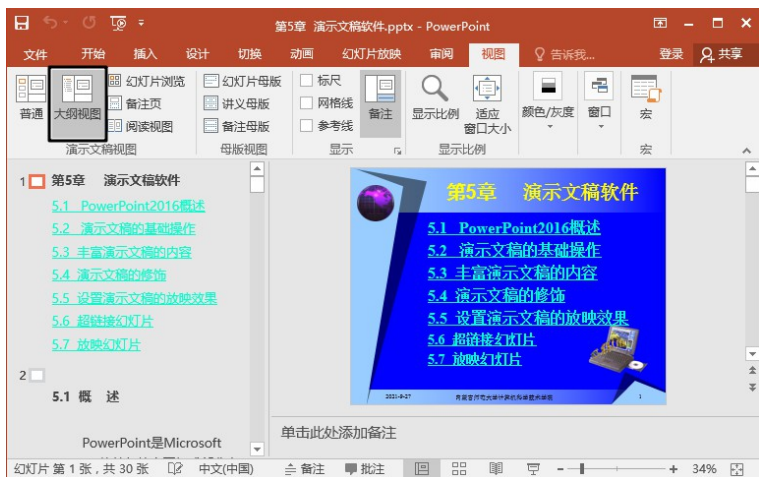 第5章 演示文稿软件.pptx - PowerPoint
文件 开始 插入 设计 切换 动画 幻灯片放映 审阅 视图 告诉我... 登录 共享
普通
大纲视图
幻灯片浏览
备注页
阅读视图
演示文稿视图
幻灯片母版
讲义母版
备注母版
母版视图
标尺
网格线
参考线
备注
显示
显示比例
适应
窗口大小
显示比例
颜色/灰度
窗口
宏
宏
1 第5章 演示文稿软件
5.1 PowerPoint2016概述
5.2 演示文稿的基础操作
5.3 丰富演示文稿的内容
5.4 演示文稿的修饰
5.5 设置演示文稿的放映效果
5.6 超链接幻灯片
5.7 放映幻灯片
2
5.1 概 述
PowerPoint是Microsoft
第5章 演示文稿软件
5.1 PowerPoint2016概述
5.2 演示文稿的基础操作
5.3 丰富演示文稿的内容
5.4 演示文稿的修饰
5.5 设置演示文稿的放映效果
5.6 超链接幻灯片
5.7 放映幻灯片
2021-9-27
1
单击此处添加备注
幻灯片 第 1 张，共 30 张 中文(中国) 备注 批注 34%